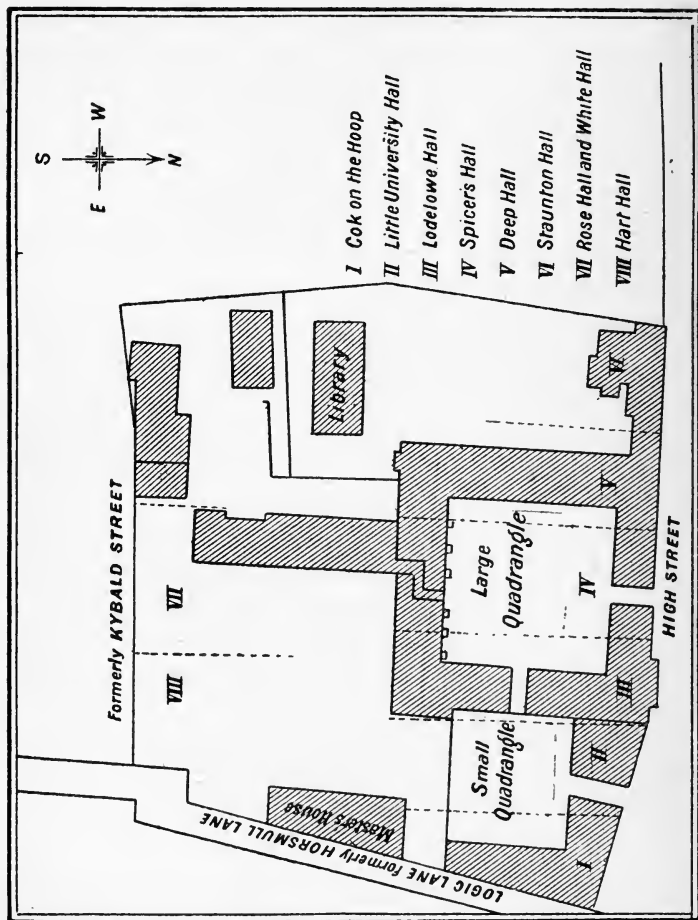 S
E
W
N
I Cok on the Hoop
II Little University Hall
III Lodelowe Hall
IV Spicer's Hall
V Deep Hall
VI Staunton Hall
VII Rose Hall and White Hall
VIII Hart Hall
Formerly KYBALD STREET
VII
VIII
Library
LOGIC LANE formerly HORSMULL LANE
Master's House
Large
Quadrangle
Small
Quadrangle
I
II
III
IV
V
VI
HIGH STREET